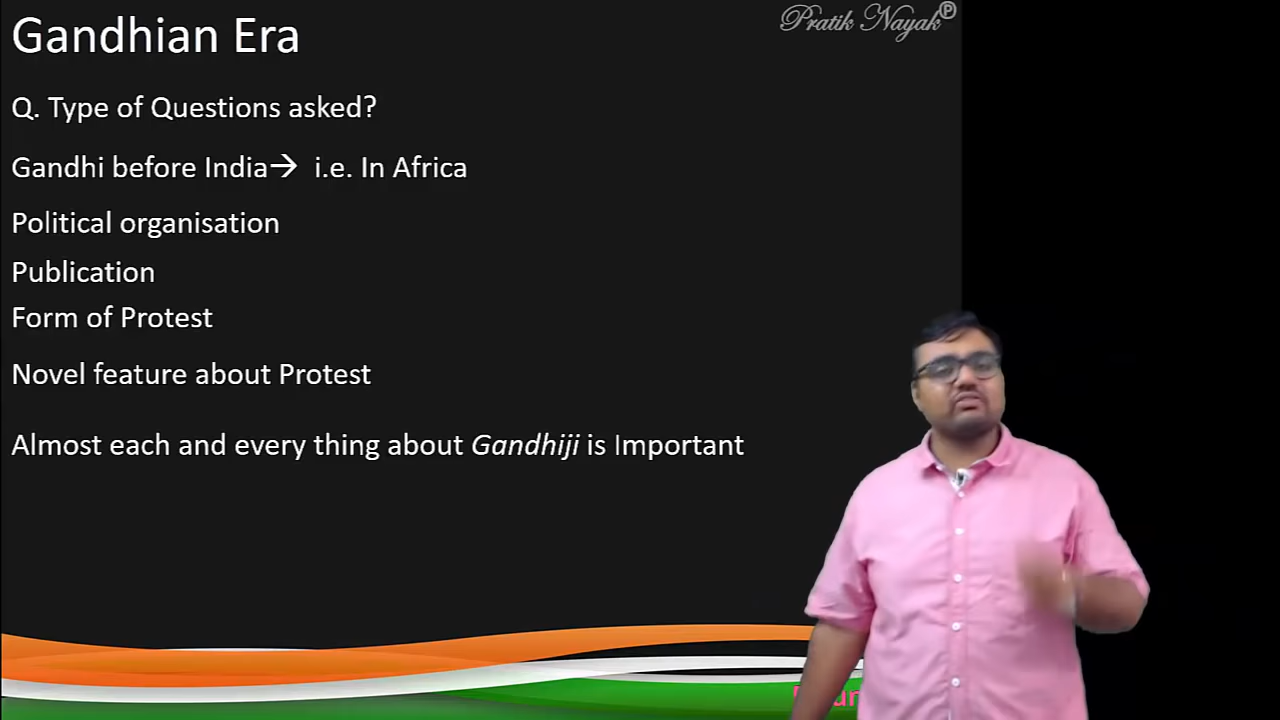 Gandhian Era
Pratik Nayak ℗
Q. Type of Questions asked?
Gandhi before India→ i.e. In Africa
Political organisation
Publication
Form of Protest
Novel feature about Protest
Almost each and every thing about Gandhiji is Important